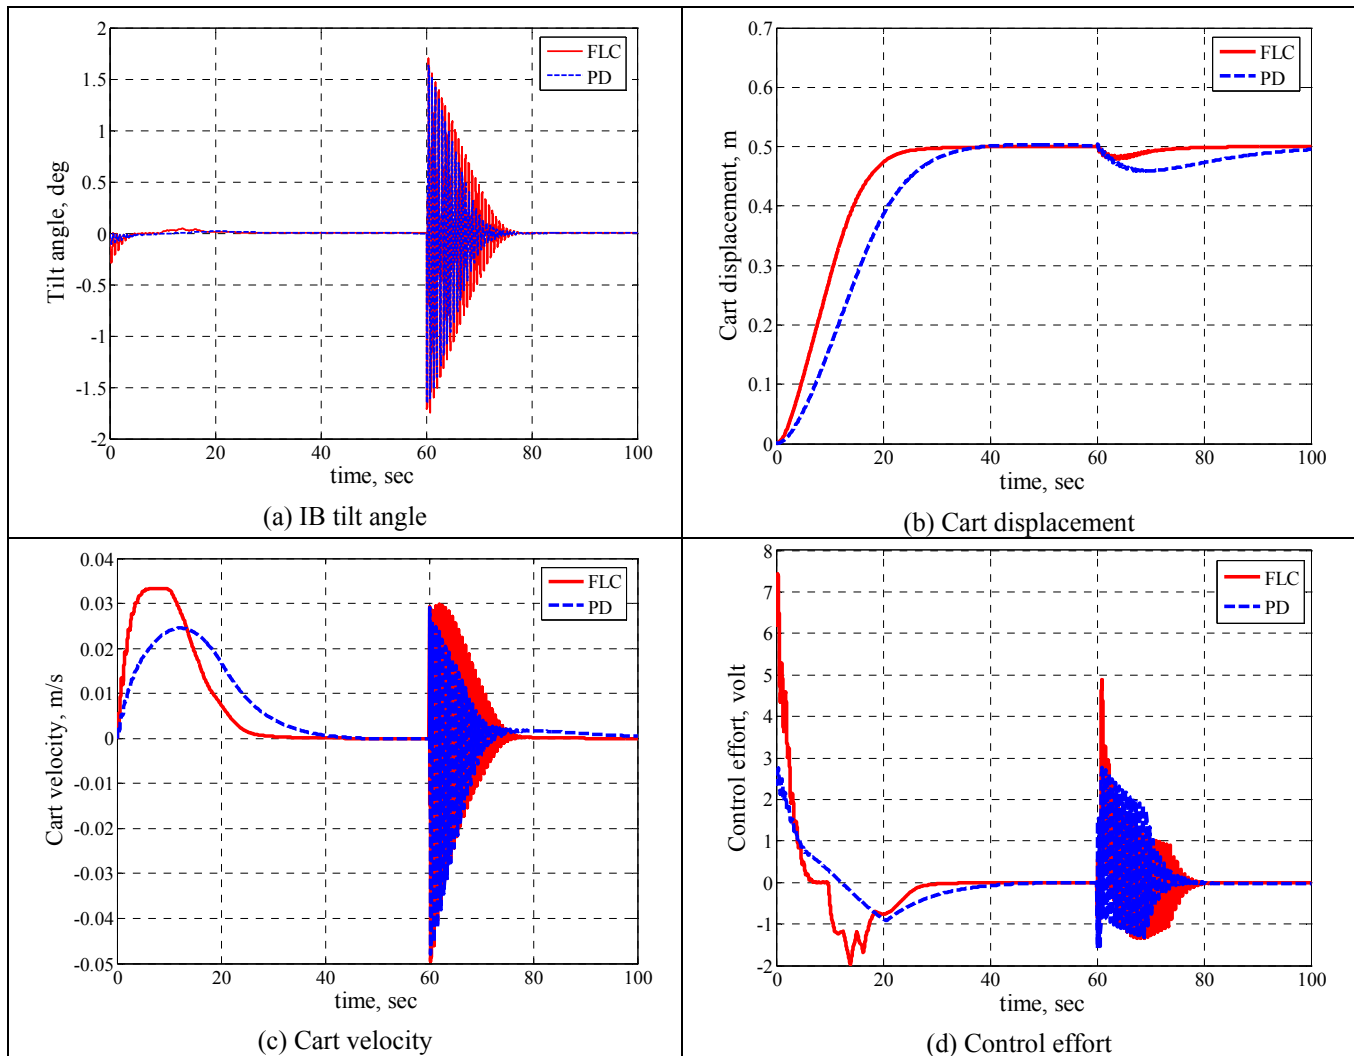 2
1.5
1
0.5
0
-0.5
-1
-1.5
-2
Tilt angle, deg
FLC
PD
0 20 40 60 80 100
time, sec
(a) IB tilt angle
0.7
0.6
0.5
0.4
0.3
0.2
0.1
0
Cart displacement, m
FLC
PD
0 20 40 60 80 100
time, sec
(b) Cart displacement
0.04
0.03
0.02
0.01
0
-0.01
-0.02
-0.03
-0.04
-0.05
Cart velocity, m/s
FLC
PD
0 20 40 60 80 100
time, sec
(c) Cart velocity
8
7
6
5
4
3
2
1
0
-1
-2
Control effort, volt
FLC
PD
0 20 40 60 80 100
time, sec
(d) Control effort